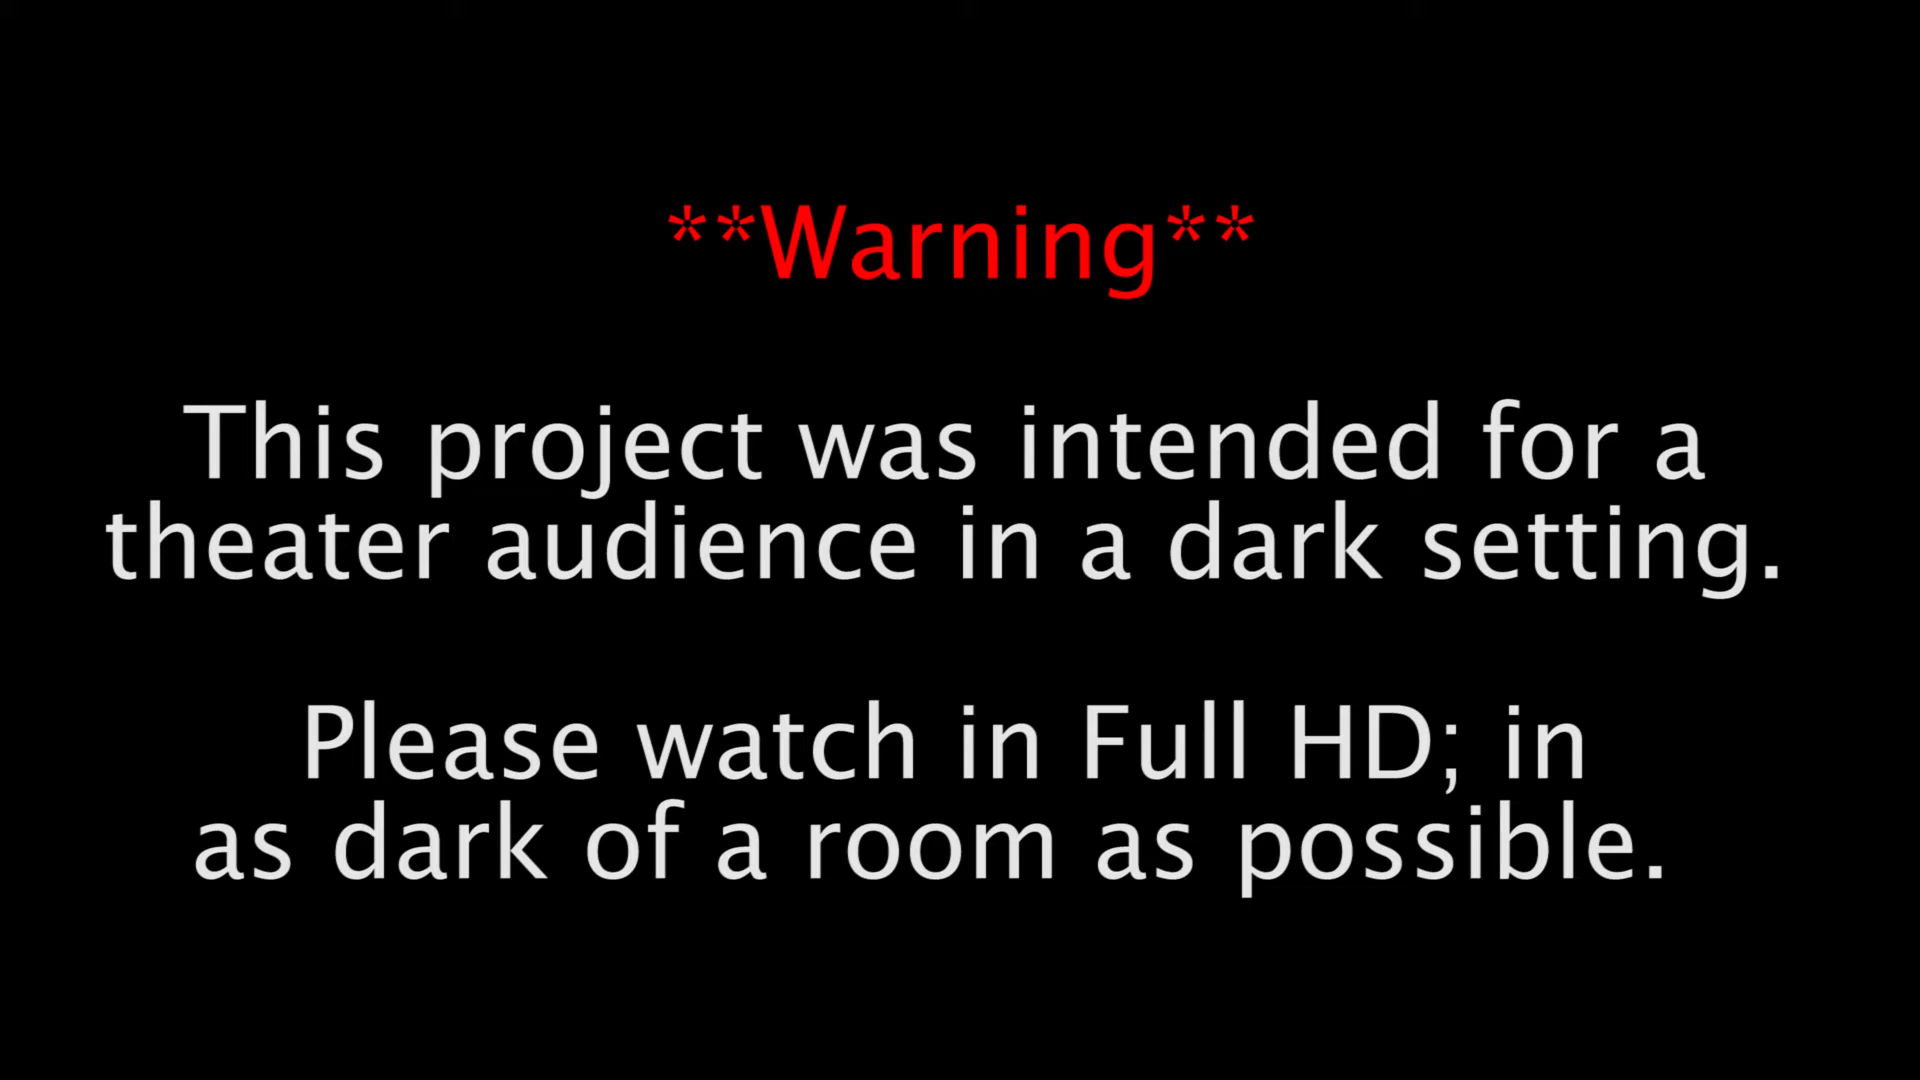 **Warning**
This project was intended for a
theater audience in a dark setting.
Please watch in Full HD; in
as dark of a room as possible.